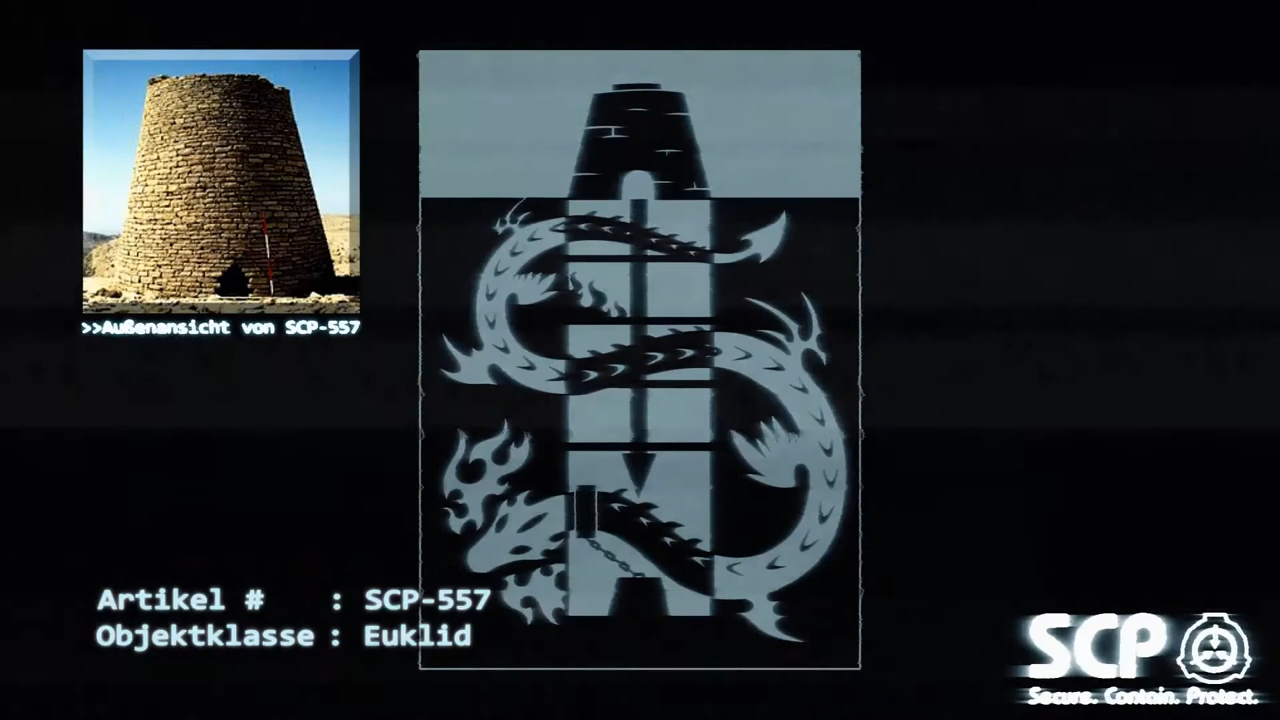 >>Außenansicht von SCP-557
Artikel # : SCP-557
Objektklasse : Euklid
SCP
Secure. Contain. Protect.